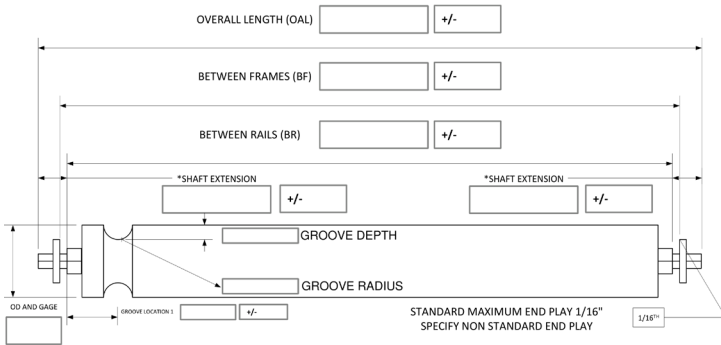 OVERALL LENGTH (OAL) +/-
BETWEEN FRAMES (BF) +/-
BETWEEN RAILS (BR) +/-
*SHAFT EXTENSION
+/-
*SHAFT EXTENSION
+/-
GROOVE DEPTH
GROOVE RADIUS
OD AND GAGE
GROOVE LOCATION 1 +/-
STANDARD MAXIMUM END PLAY 1/16"
SPECIFY NON STANDARD END PLAY
1/16TH